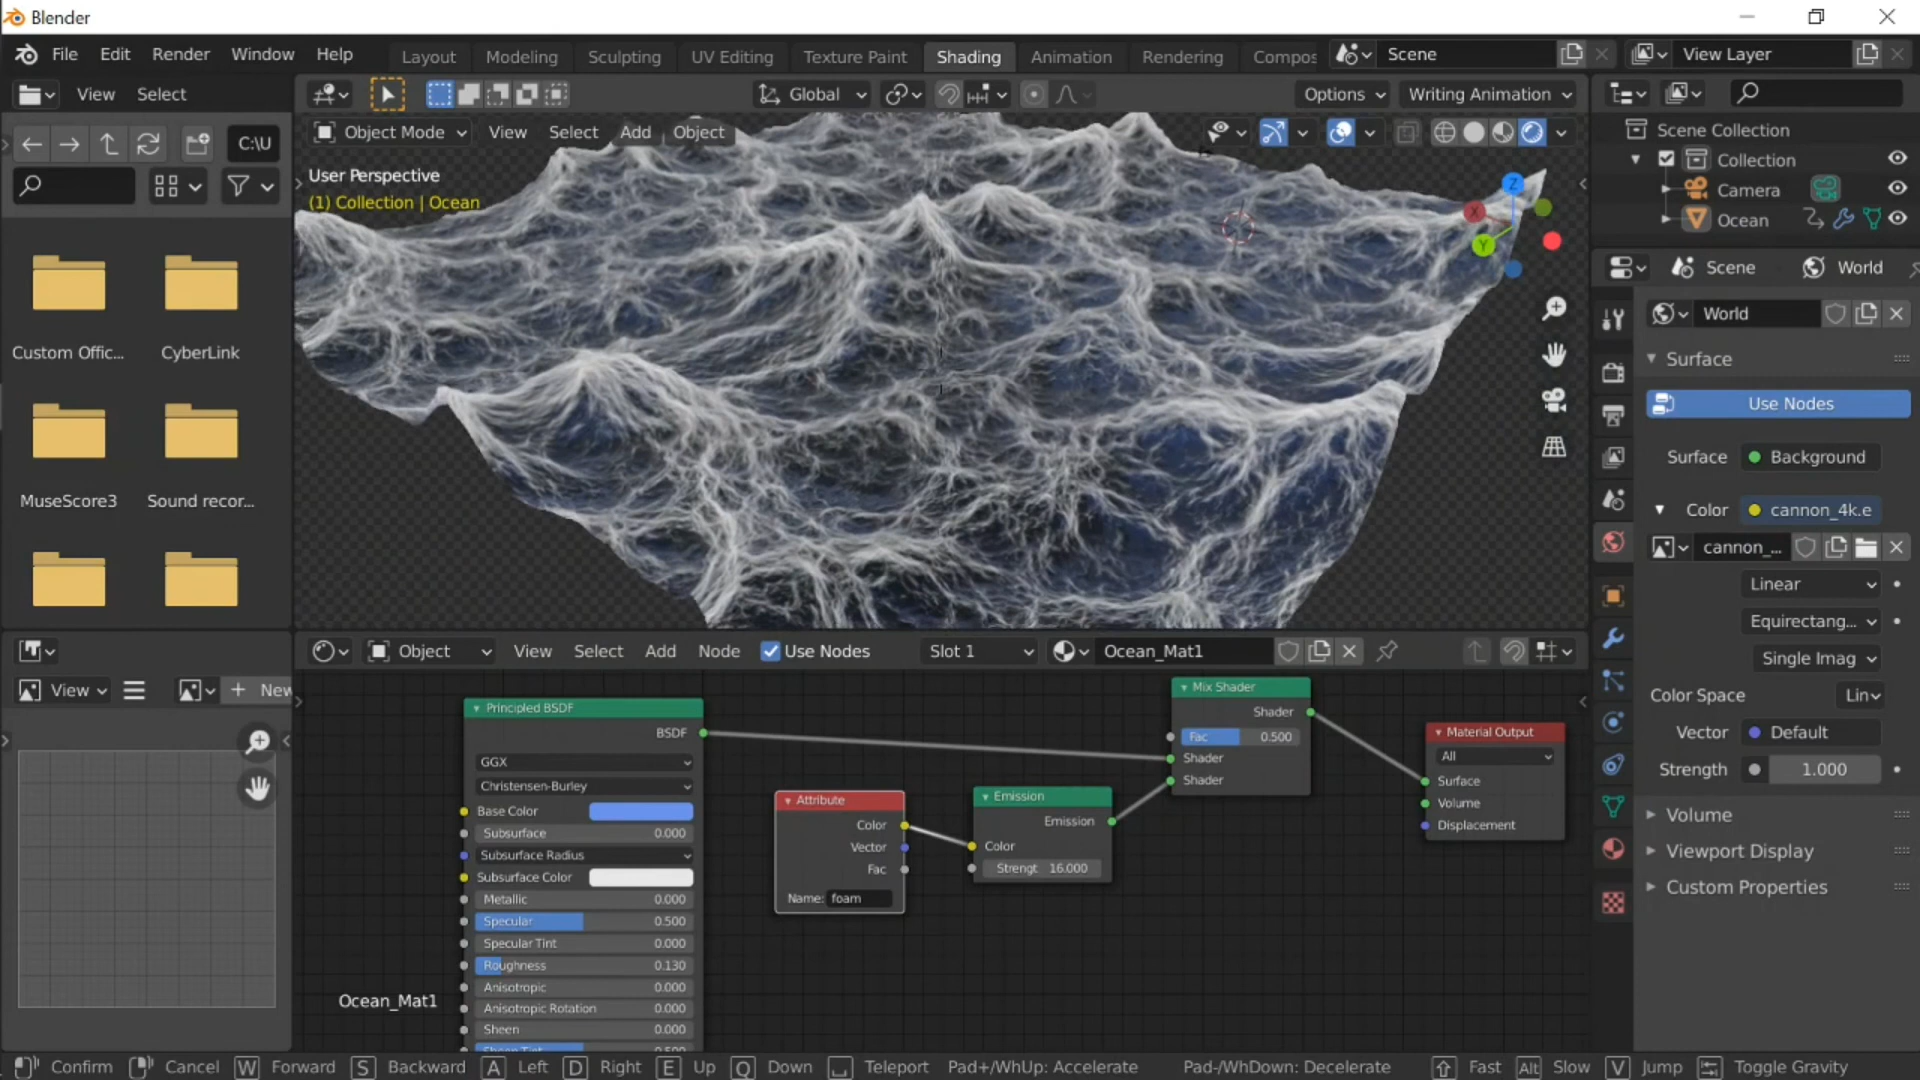 Blender
File Edit Render Window Help
Layout Modeling Sculpting UV Editing Texture Paint Shading Animation Rendering Compos
Scene
View Layer
View Select
Global
Options
Writing Animation
C:\U
Object Mode View Select Add Object
User Perspective
(1) Collection | Ocean
Z
X
Y
Custom Offic...
CyberLink
MuseScore3
Sound recor...
Scene Collection
Collection
Camera
Ocean
Scene
World
World
Surface
Use Nodes
Surface
Background
Color
cannon_4k.e
cannon_...
Linear
Equirectang...
Single Imag
Color Space
Lin
Vector
Default
Strength
1.000
Volume
Viewport Display
Custom Properties
View
New
Object
View Select Add Node
Use Nodes
Slot 1
Ocean_Mat1
Principled BSDF
BSDF
GGX
Christensen-Burley
Base Color
Subsurface 0.000
Subsurface Radius
Subsurface Color
Metallic 0.000
Specular 0.500
Specular Tint 0.000
Roughness 0.130
Anisotropic 0.000
Anisotropic Rotation 0.000
Sheen 0.000
Sheen Tint 0.500
Attribute
Color
Vector
Fac
Name: foam
Emission
Emission
Color
Strengt 16.000
Mix Shader
Shader
Fac 0.500
Shader
Shader
Material Output
All
Surface
Volume
Displacement
Ocean_Mat1
Confirm Cancel W Forward S Backward A Left D Right E Up Q Down Teleport Pad+/WhUp: Accelerate Pad-/WhDown: Decelerate Fast Alt Slow V Jump Toggle Gravity